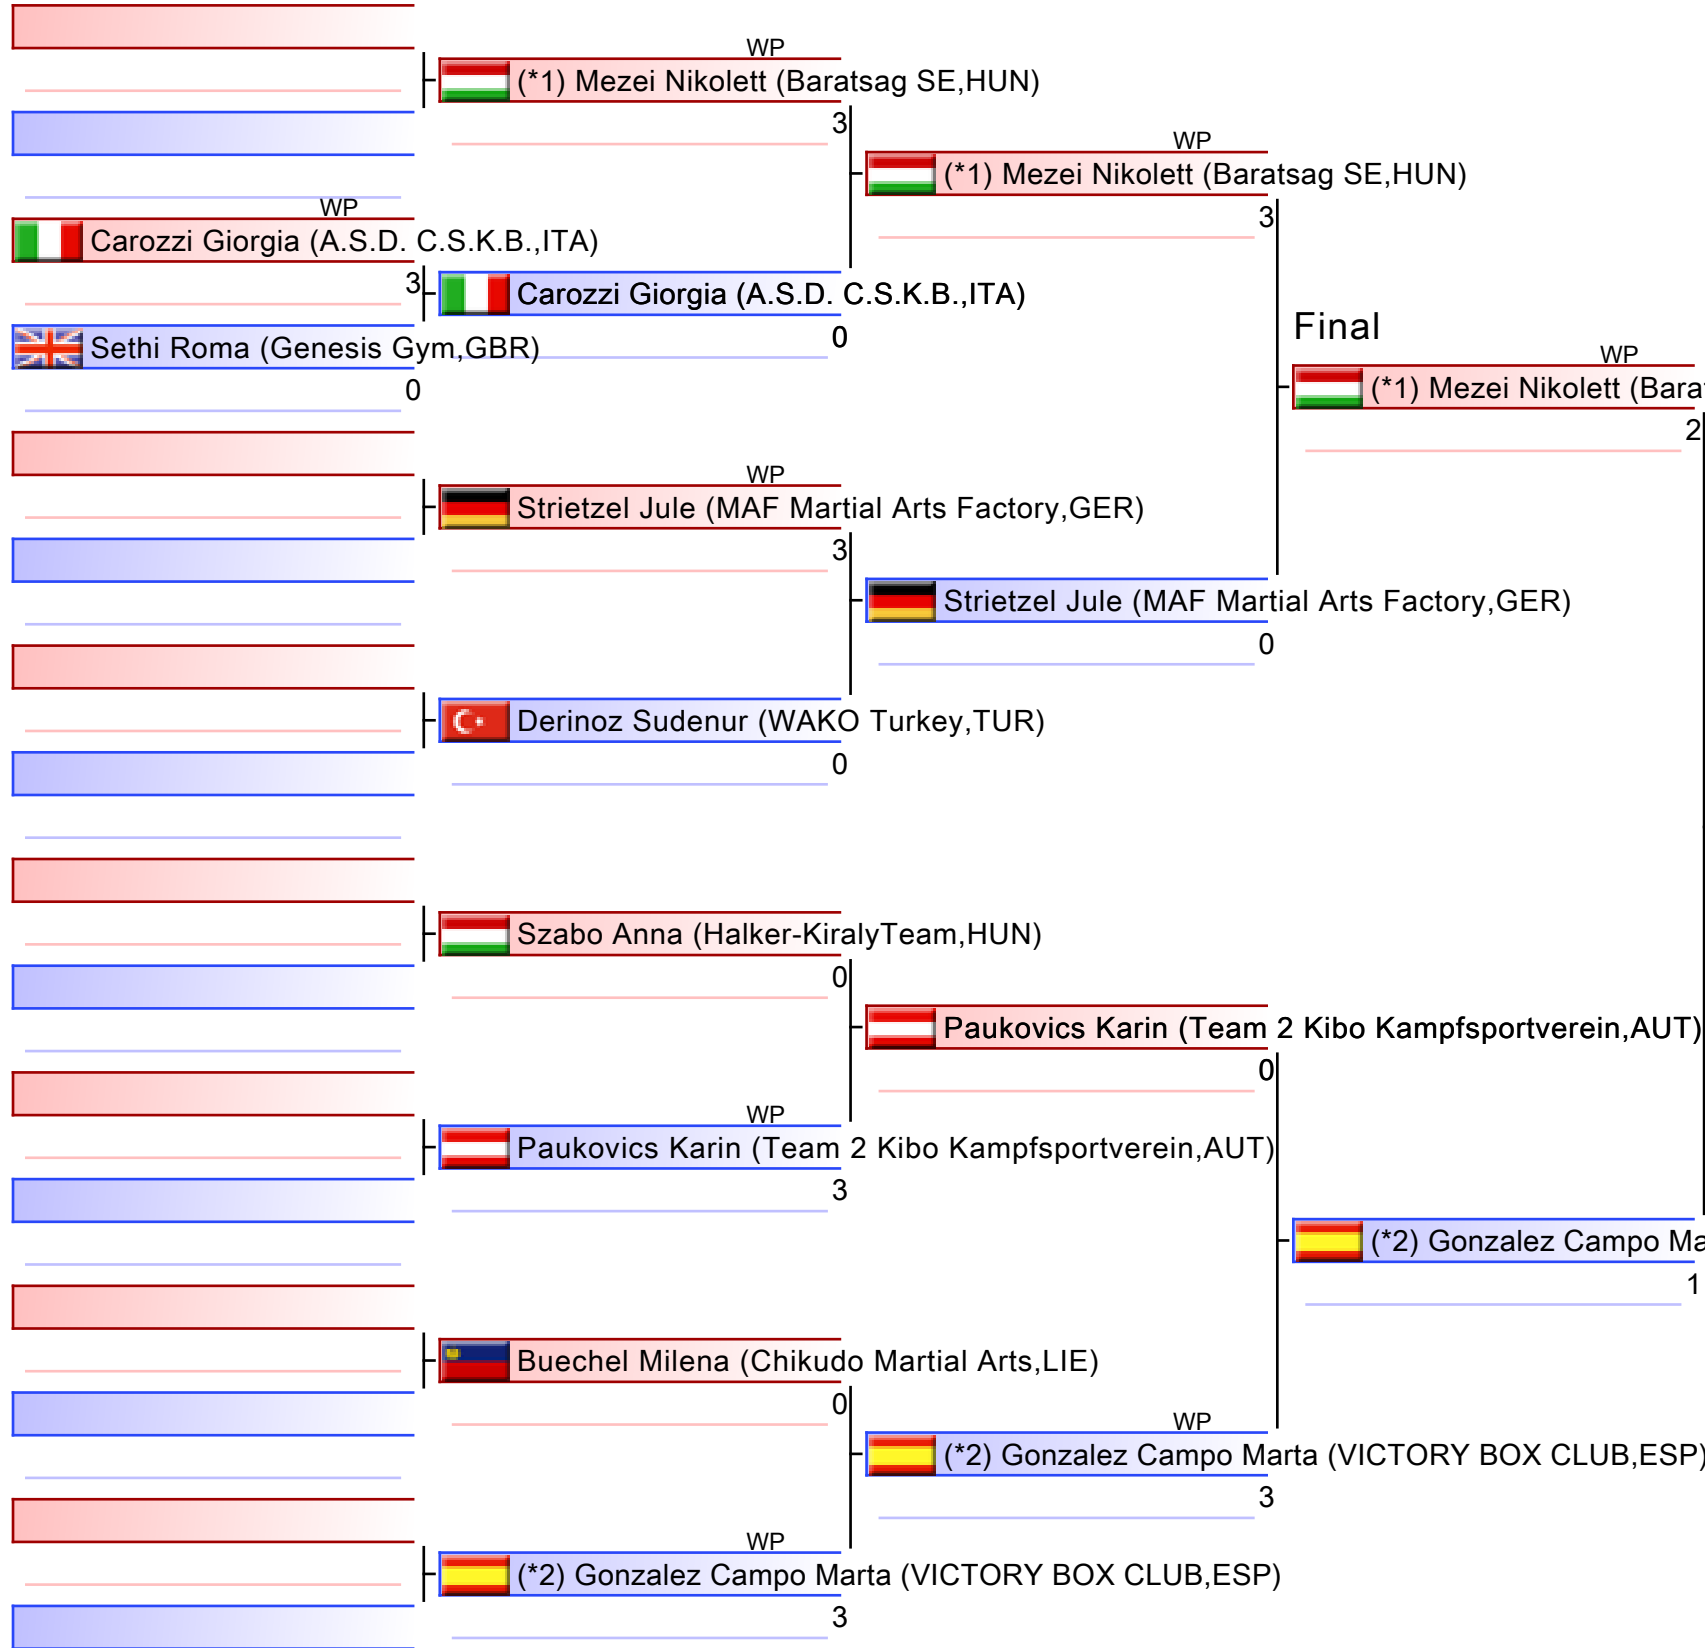 WP
Carozzi Giorgia (A.S.D. C.S.K.B.,ITA)
3
Sethi Roma (Genesis Gym,GBR)
0
WP
(*1) Mezei Nikolett (Baratsag SE,HUN)
3
Carozzi Giorgia (A.S.D. C.S.K.B.,ITA)
0
WP
Strietzel Jule (MAF Martial Arts Factory,GER)
3
Derinoz Sudenur (WAKO Turkey,TUR)
0
Szabo Anna (Halker-KiralyTeam,HUN)
0
WP
Paukovics Karin (Team 2 Kibo Kampfsportverein,AUT)
3
Buechel Milena (Chikudo Martial Arts,LIE)
0
WP
(*2) Gonzalez Campo Marta (VICTORY BOX CLUB,ESP)
3
WP
(*1) Mezei Nikolett (Baratsag SE,HUN)
3
Strietzel Jule (MAF Martial Arts Factory,GER)
0
Paukovics Karin (Team 2 Kibo Kampfsportverein,AUT)
0
WP
(*2) Gonzalez Campo Marta (VICTORY BOX CLUB,ESP)
3
Final
WP
(*1) Mezei Nikolett
2
(*2) Gonzalez Campo
1